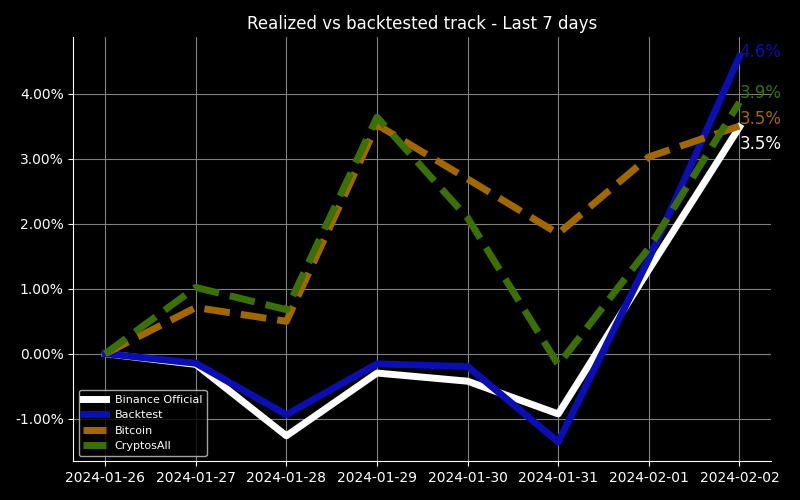 Realized vs backtested track - Last 7 days
4.6%
4.00%
3.9%
3.5%
3.5%
3.00%
2.00%
1.00%
0.00%
-1.00%
Binance Official
Backtest
Bitcoin
CryptosAll
2024-01-26 2024-01-27 2024-01-28 2024-01-29 2024-01-30 2024-01-31 2024-02-01 2024-02-02